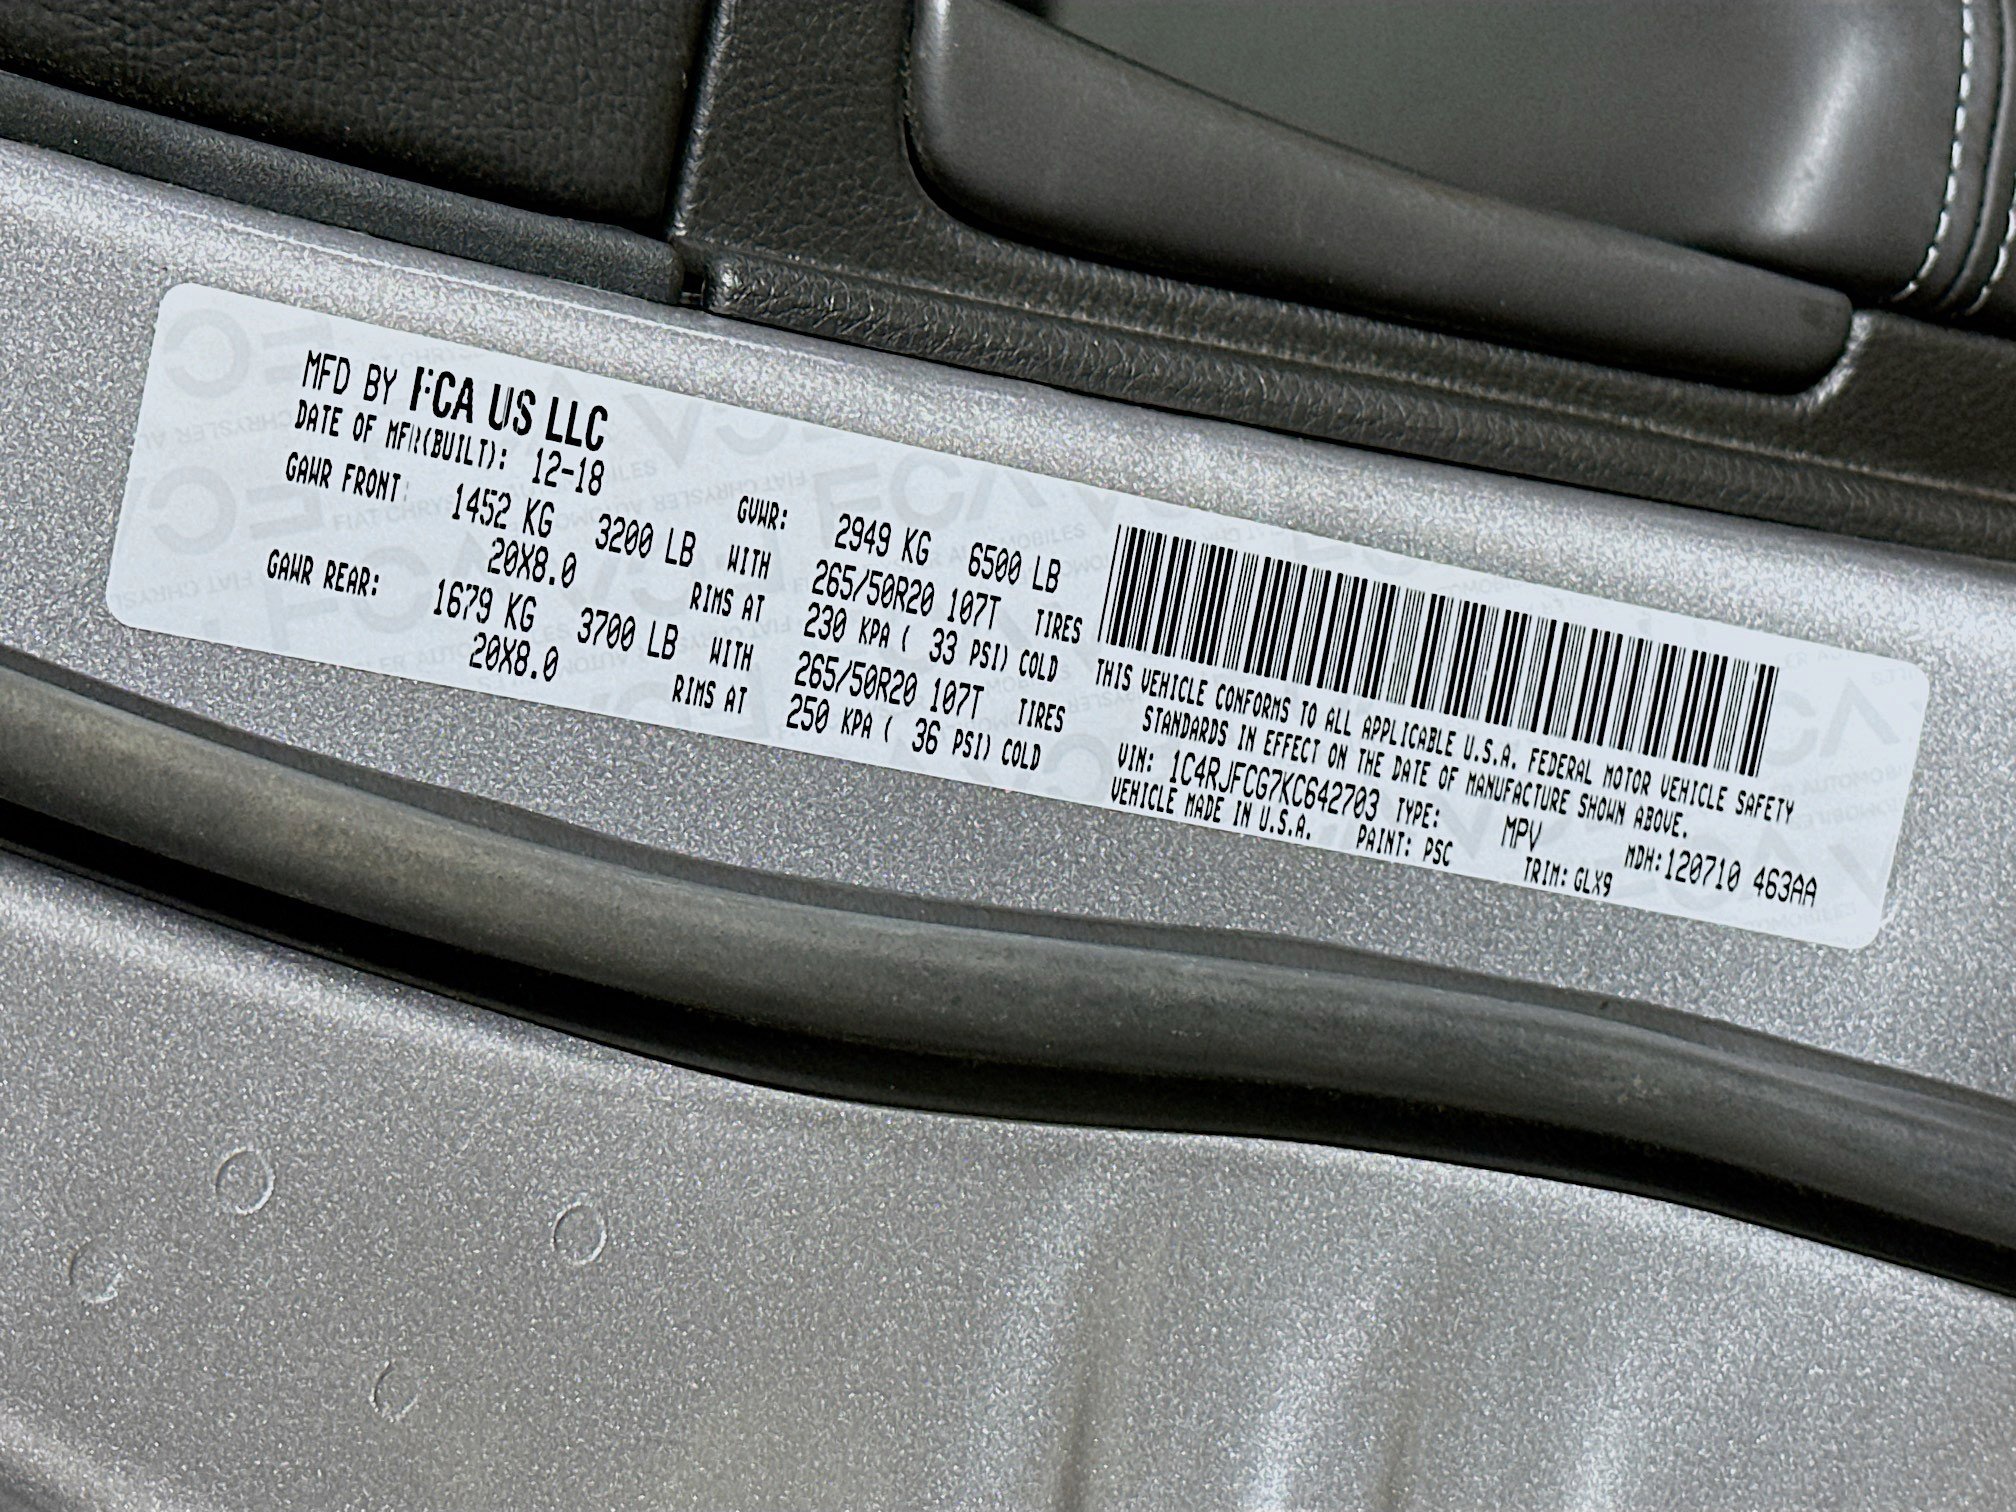 MFD BY FCA US LLC
DATE OF MFR(BUILT): 12-18 GVWR: 2949 KG 6500 LB
GAWR FRONT: 1452 KG 3200 LB WITH 265/50R20 107T TIRES
20X8.0 RIMS AT 230 KPA ( 33 PSI) COLD
GAWR REAR: 1679 KG 3700 LB WITH 265/50R20 107T TIRES
20X8.0 RIMS AT 250 KPA ( 36 PSI) COLD
THIS VEHICLE CONFORMS TO ALL APPLICABLE U.S.A. FEDERAL MOTOR VEHICLE SAFETY
STANDARDS IN EFFECT ON THE DATE OF MANUFACTURE SHOWN ABOVE.
VIN: 1C4RJFCG7KC642703 TYPE: MPV MDH:120710 463AA
VEHICLE MADE IN U.S.A. PAINT: PSC TRIM: GLX9